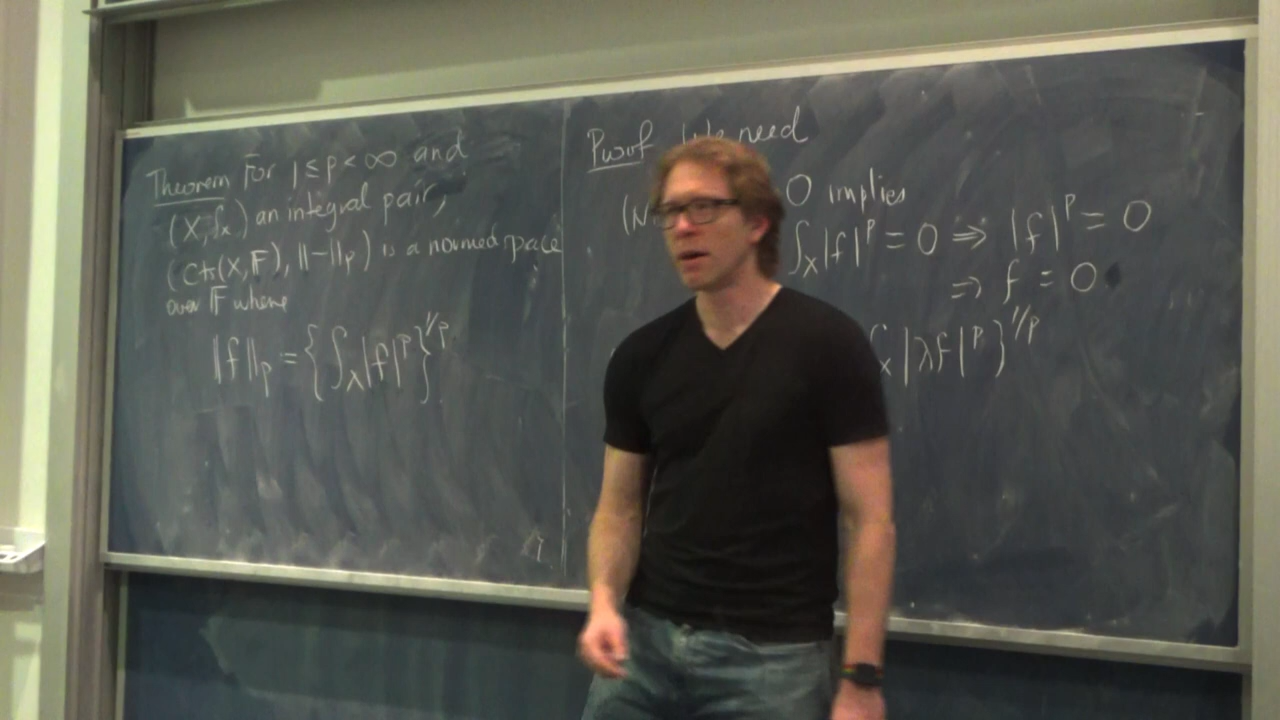 Theorem For 1 ≤ p < ∞ and
(X, ∫ₓ) an integral pair,
(Cts(X, 𝔽), ‖−‖ₚ) is a normed space
over 𝔽 where
‖f‖ₚ = { ∫ₓ |f|ᵖ }^{1/p}.
Proof We need
(N
0 implies
∫ₓ |f|ᵖ = 0 ⇒ |f|ᵖ = 0
⇒ f = 0
ₓ |λf|ᵖ }^{1/p}